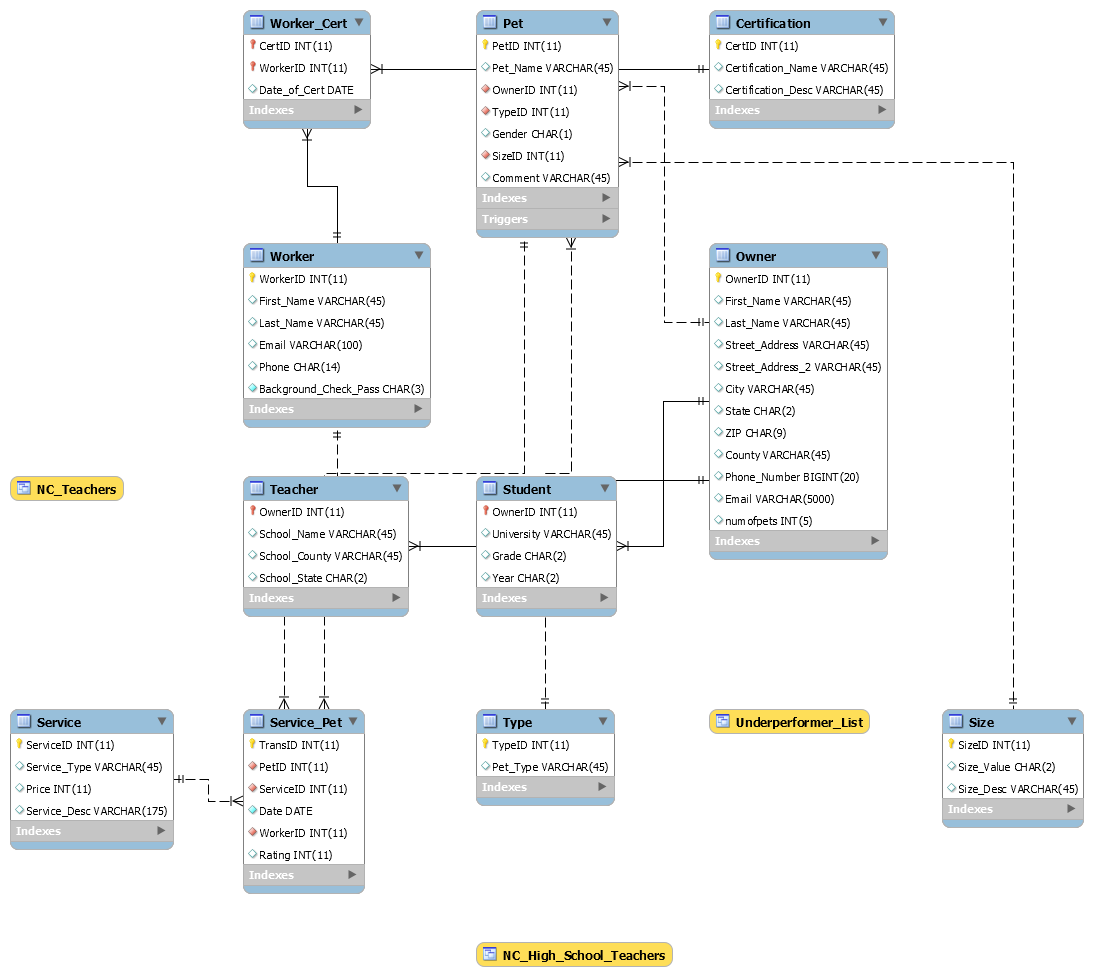 Worker_Cert
CertID INT(11)
WorkerID INT(11)
Date_of_Cert DATE
Indexes
Pet
PetID INT(11)
Pet_Name VARCHAR(45)
OwnerID INT(11)
TypeID INT(11)
Gender CHAR(1)
SizeID INT(11)
Comment VARCHAR(45)
Indexes
Triggers
Certification
CertID INT(11)
Certification_Name VARCHAR(45)
Certification_Desc VARCHAR(45)
Indexes
Worker
WorkerID INT(11)
First_Name VARCHAR(45)
Last_Name VARCHAR(45)
Email VARCHAR(100)
Phone CHAR(14)
Background_Check_Pass CHAR(3)
Indexes
Owner
OwnerID INT(11)
First_Name VARCHAR(45)
Last_Name VARCHAR(45)
Street_Address VARCHAR(45)
Street_Address_2 VARCHAR(45)
City VARCHAR(45)
State CHAR(2)
ZIP CHAR(9)
County VARCHAR(45)
Phone_Number BIGINT(20)
Email VARCHAR(5000)
numofpets INT(5)
Indexes
NC_Teachers
Teacher
OwnerID INT(11)
School_Name VARCHAR(45)
School_County VARCHAR(45)
School_State CHAR(2)
Indexes
Student
OwnerID INT(11)
University VARCHAR(45)
Grade CHAR(2)
Year CHAR(2)
Indexes
Service
ServiceID INT(11)
Service_Type VARCHAR(45)
Price INT(11)
Service_Desc VARCHAR(175)
Indexes
Service_Pet
TransID INT(11)
PetID INT(11)
ServiceID INT(11)
Date DATE
WorkerID INT(11)
Rating INT(11)
Indexes
Type
TypeID INT(11)
Pet_Type VARCHAR(45)
Indexes
Underperformer_List
Size
SizeID INT(11)
Size_Value CHAR(2)
Size_Desc VARCHAR(45)
Indexes
NC_High_School_Teachers